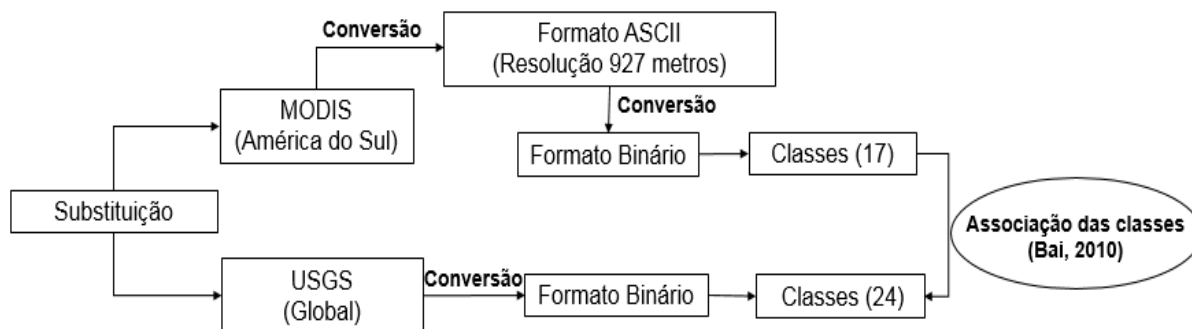 Conversão
Formato ASCII
(Resolução 927 metros)
MODIS
(América do Sul)
Conversão
Formato Binário
Classes (17)
Substituição
Associação das classes
(Bai, 2010)
USGS
(Global)
Conversão
Formato Binário
Classes (24)